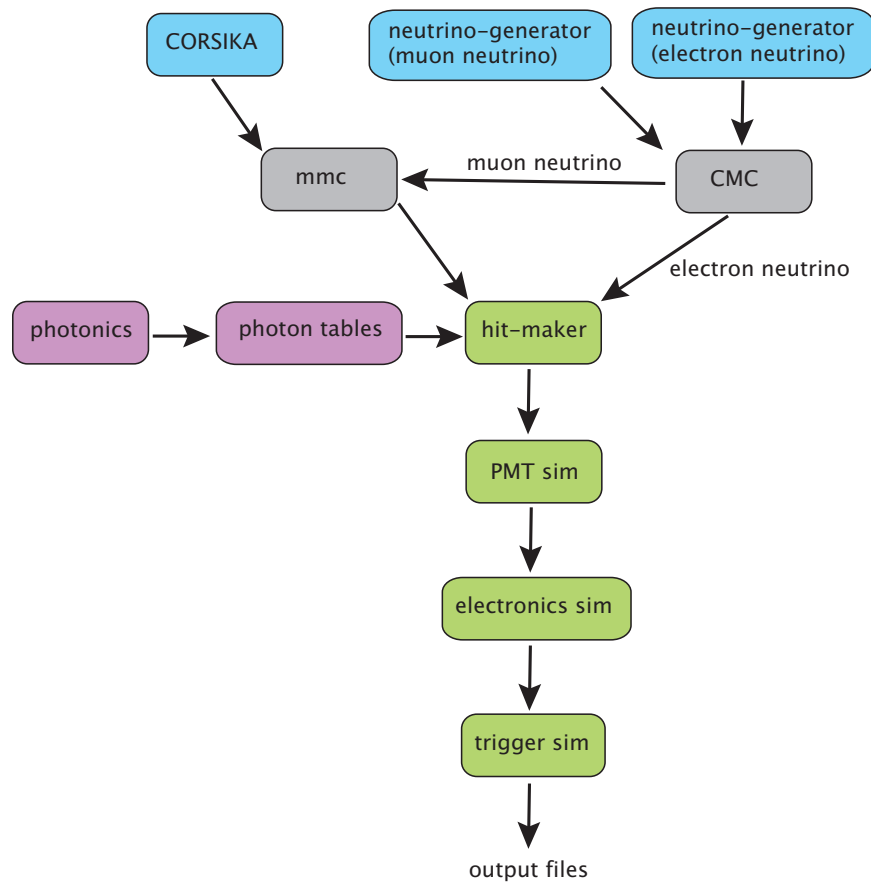 CORSIKA
neutrino-generator
(muon neutrino)
neutrino-generator
(electron neutrino)
mmc
muon neutrino
CMC
electron neutrino
photonics
photon tables
hit-maker
PMT sim
electronics sim
trigger sim
output files